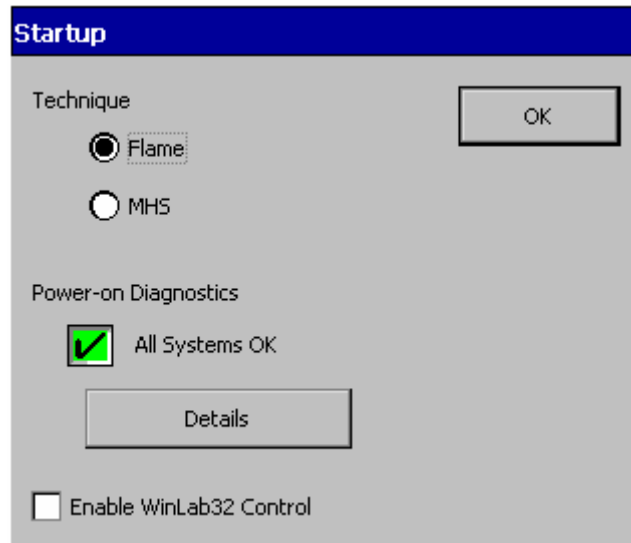 Startup
Technique
OK
Flame
MHS
Power-on Diagnostics
All Systems OK
Details
Enable WinLab32 Control